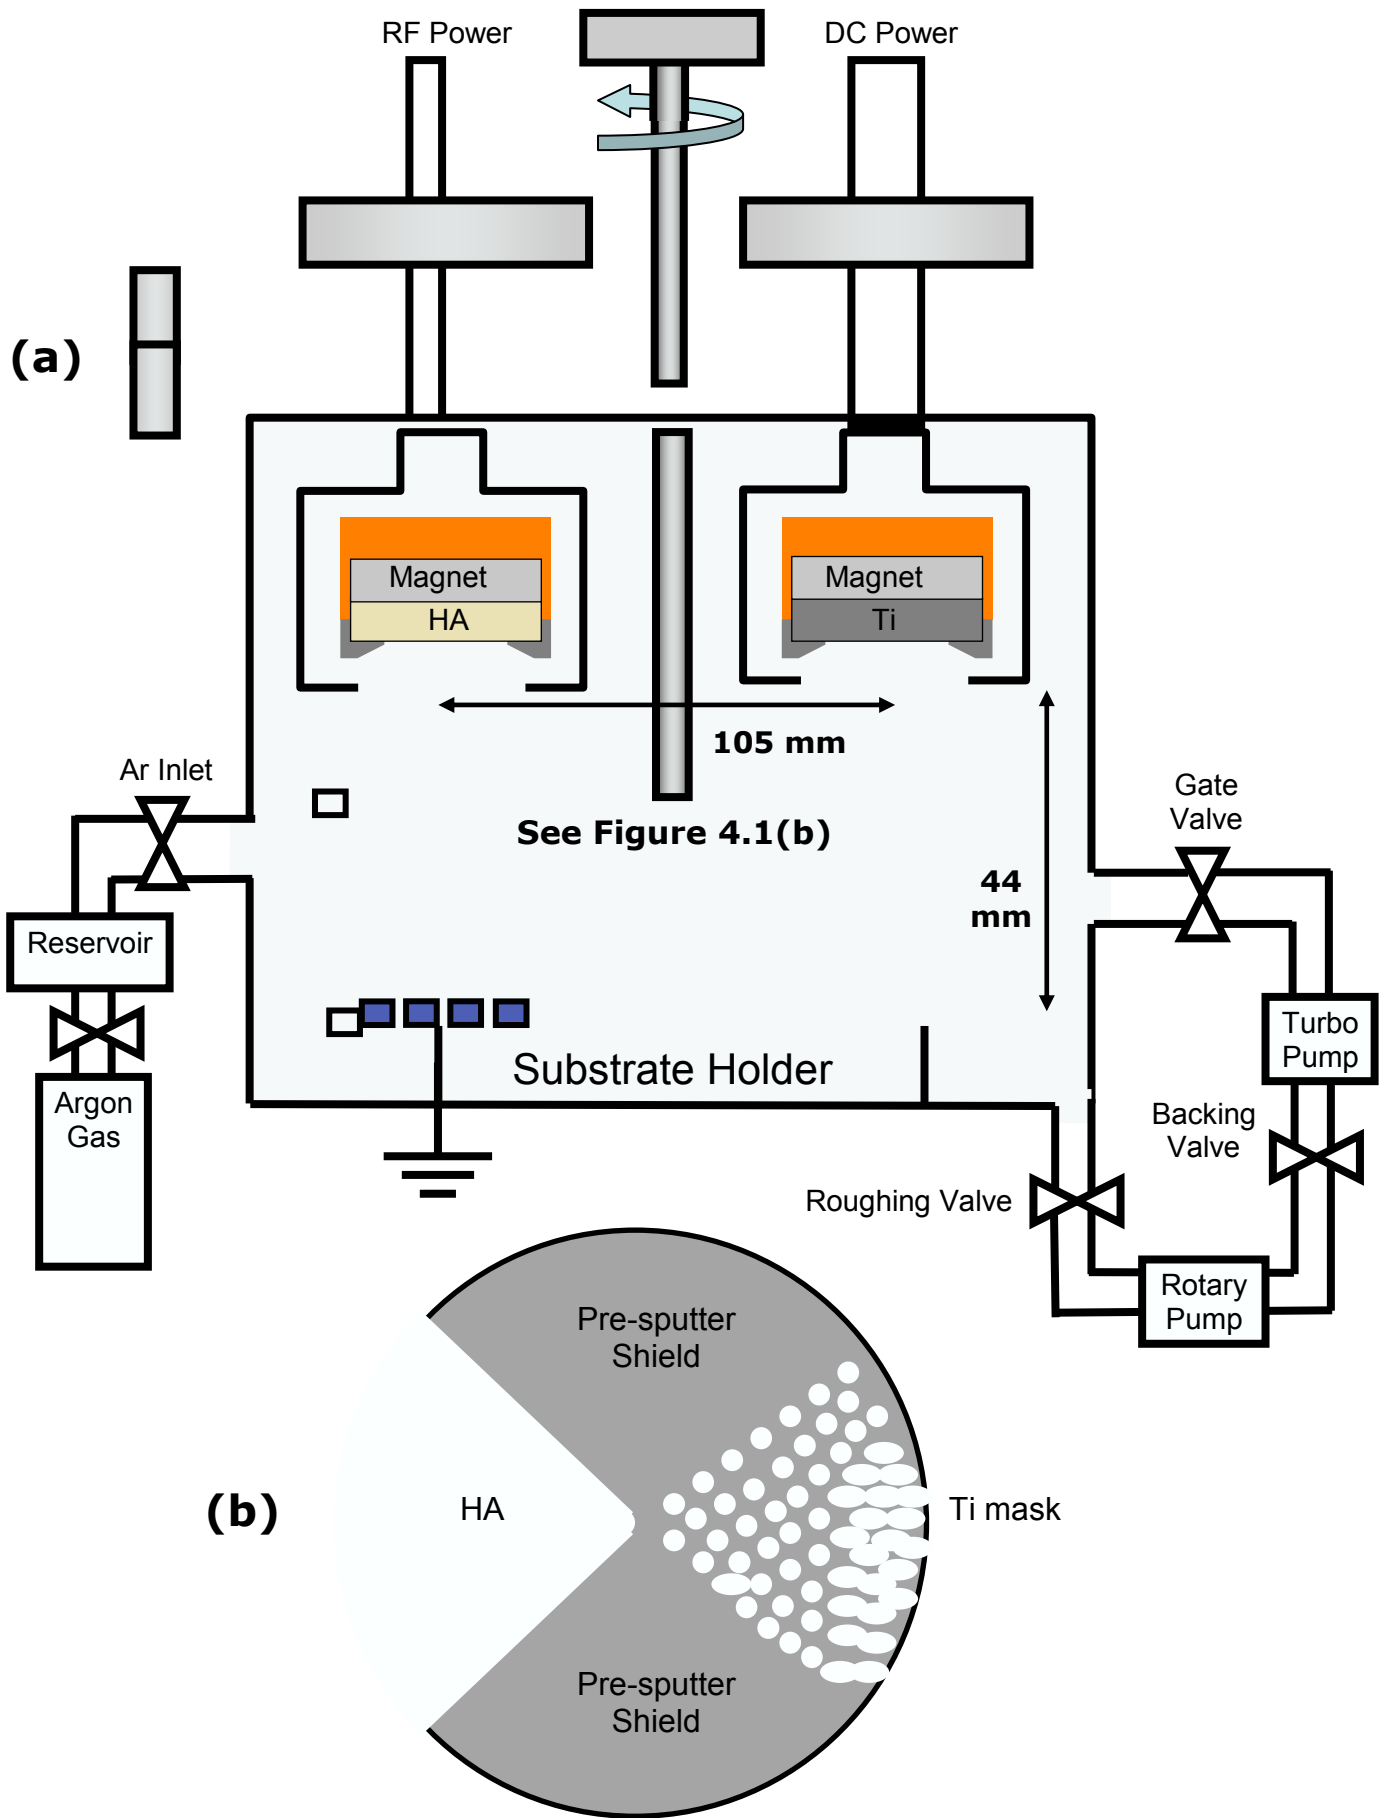 RF Power
DC Power
(a)
Magnet
HA
Magnet
Ti
105 mm
Ar Inlet
See Figure 4.1(b)
Gate
Valve
44
mm
Reservoir
Turbo
Pump
Substrate Holder
Argon
Gas
Backing
Valve
Roughing Valve
Rotary
Pump
Pre-sputter
Shield
(b)
HA
Ti mask
Pre-sputter
Shield